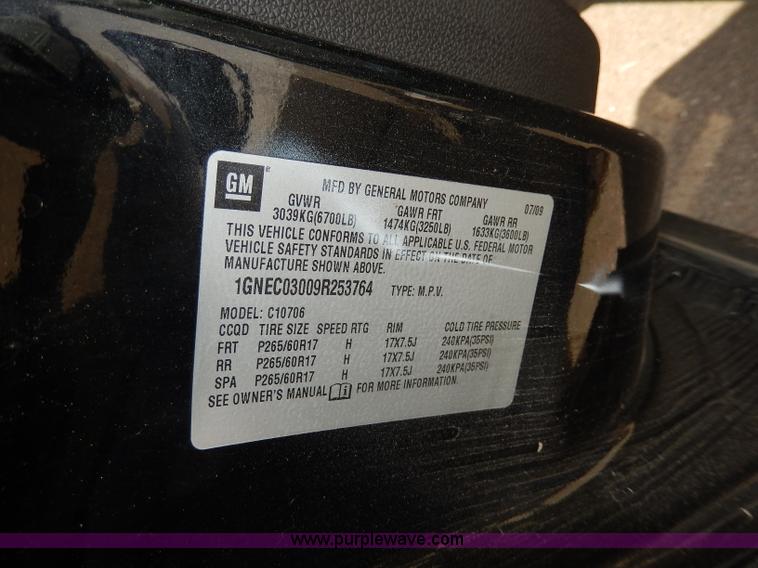 GM ®
MFD BY GENERAL MOTORS COMPANY 07/09
GVWR GAWR FRT GAWR RR
3039KG(6700LB) 1474KG(3250LB) 1633KG(3600LB)
THIS VEHICLE CONFORMS TO ALL APPLICABLE U.S. FEDERAL MOTOR
VEHICLE SAFETY STANDARDS IN EFFECT ON THE DATE OF
MANUFACTURE SHOWN ABOVE.
1GNEC03009R253764 TYPE: M.P.V.
MODEL: C10706
CCQD TIRE SIZE SPEED RTG RIM COLD TIRE PRESSURE
FRT P265/60R17 H 17X7.5J 240KPA(35PSI)
RR P265/60R17 H 17X7.5J 240KPA(35PSI)
SPA P265/60R17 H 17X7.5J 240KPA(35PSI)
SEE OWNER'S MANUAL FOR MORE INFORMATION.
www.purplewave.com